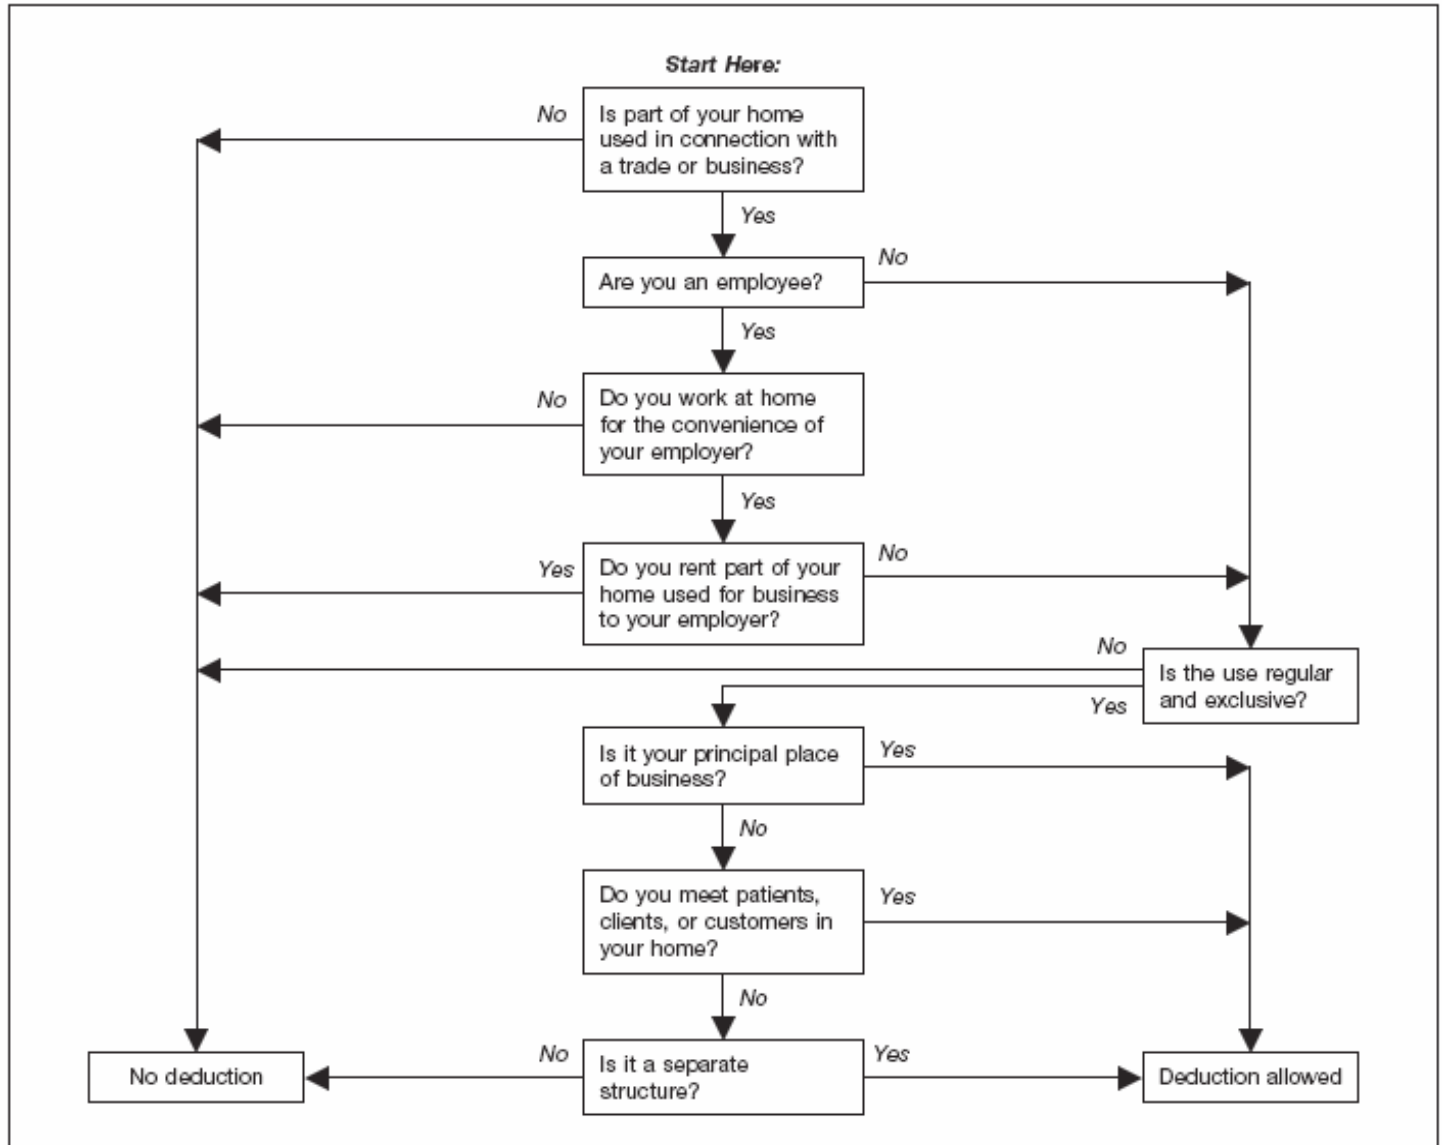 Start Here:
No
Is part of your home
used in connection with
a trade or business?
Yes
Are you an employee?
No
Yes
No
Do you work at home
for the convenience of
your employer?
Yes
Yes
Do you rent part of your
home used for business
to your employer?
No
No
Is the use regular
and exclusive?
Yes
Is it your principal place
of business?
Yes
No
Do you meet patients,
clients, or customers in
your home?
Yes
No
No deduction
No
Is it a separate
structure?
Yes
Deduction allowed